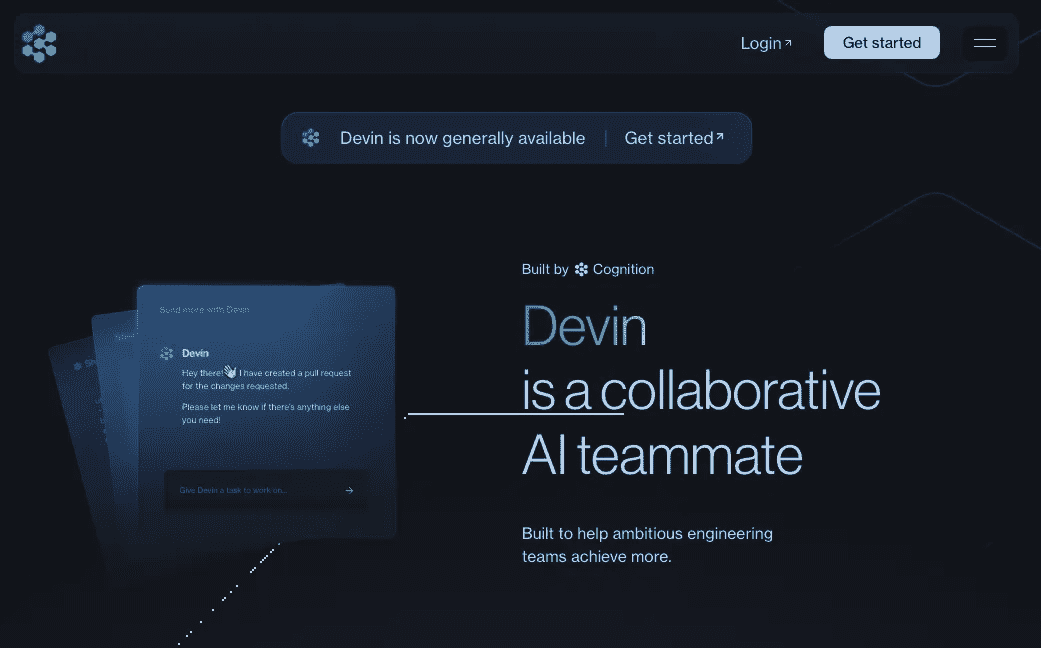 Login
Get started
Devin is now generally available | Get started
Built by Cognition
Devin
is a collaborative
AI teammate
Built to help ambitious engineering
teams achieve more.
Send more with Devin
Devin
Hey there! 👋 I have created a pull request
for the changes requested.
Please let me know if there's anything else
you need!
Give Devin a task to work on...